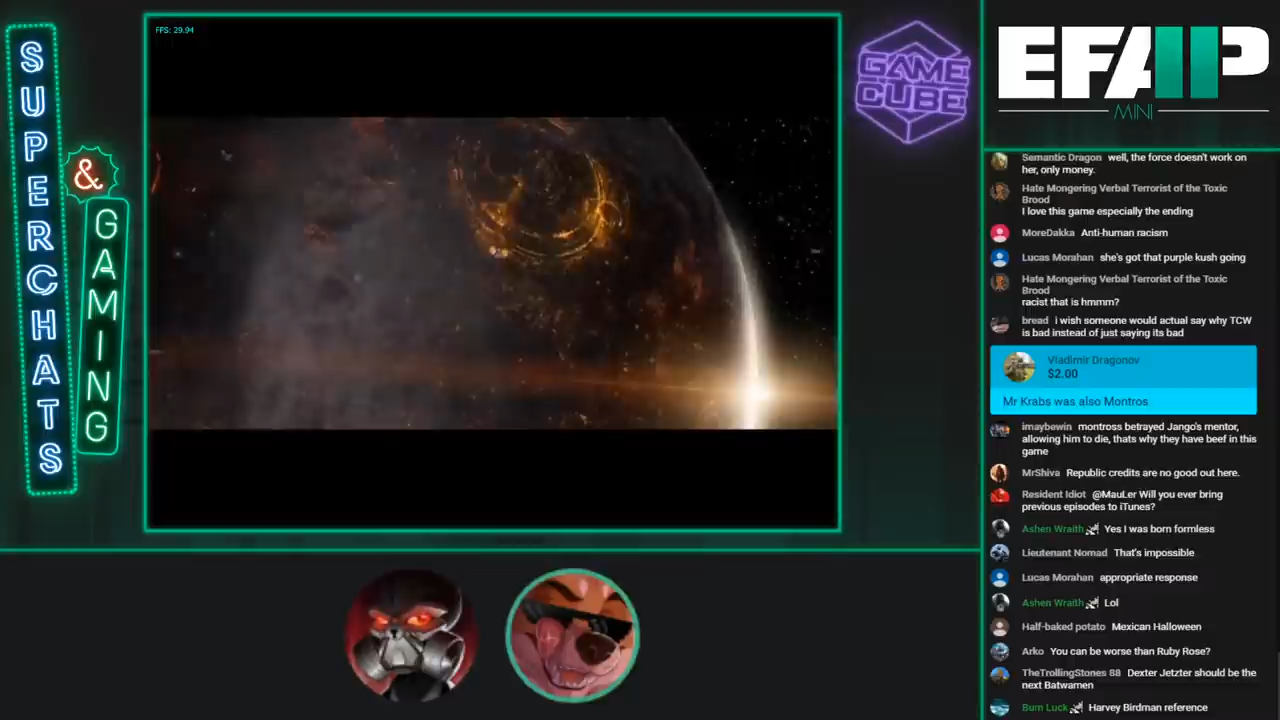 SUPERCHATS
&
GAMING
FPS: 29.94
GAME
CUBE
EFAP
MINI
Semantic Dragon well, the force doesn't work on
her, only money.
Hate Mongering Verbal Terrorist of the Toxic
Brood
I love this game especially the ending
MoreDakka Anti-human racism
Lucas Morahan she's got that purple kush going
Hate Mongering Verbal Terrorist of the Toxic
Brood
racist that is hmmm?
bread i wish someone would actual say why TCW
is bad instead of just saying its bad
Vladimir Dragonov
$2.00
Mr Krabs was also Montros
imaybewin montross betrayed Jango's mentor,
allowing him to die, thats why they have beef in this
game
MrShiva Republic credits are no good out here.
Resident Idiot @MauLer Will you ever bring
previous episodes to iTunes?
Ashen Wraith Yes I was born formless
Lieutenant Nomad That's impossible
Lucas Morahan appropriate response
Ashen Wraith Lol
Half-baked potato Mexican Halloween
Arko You can be worse than Ruby Rose?
TheTrollingStones 88 Dexter Jetzter should be the
next Batwamen
Burn Luck Harvey Birdman reference